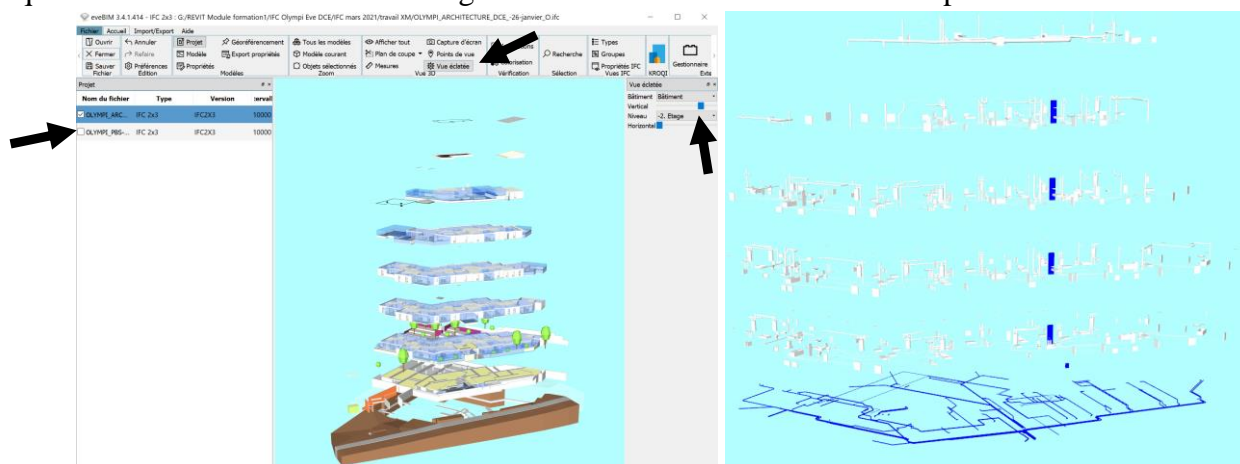 eveBIM 3.4.1.414 - IFC 2x3 : G:/REVIT Module formation1/IFC Olympi Eve DCE/IFC mars 2021/travail XM/OLYMPI_ARCHITECTURE_DCE_-26-janvier_O.ifc
Fichier Accueil Import/Export Aide
Ouvrir Annuler Projet Géoréférencement Tous les modèles Afficher tout Capture d'écran Types
Fermer Refaire Modèle Export propriétés Modèle courant Plan de coupe Points de vue Recherche Groupes
Sauver Préférences Propriétés Objets sélectionnés Mesures Vue éclatée Propriétés IFC Gestionnaire
Fichier Edition Modèles Zoom Vue 3D Vérification Sélection Vues IFC KROQI Exte
Projet Vue éclatée
Nom du fichier Type Version Bâtiment Bâtiment
Vertical
OLYMPI_ARC... IFC 2x3 IFC2X3 10000 Niveau -2. Etage
OLYMPI_PBS-... IFC 2x3 IFC2X3 10000 Horizontal